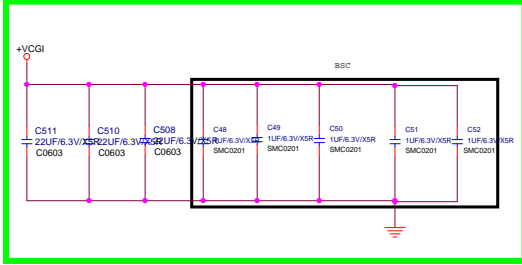 +VCGI
BSC
C511
22UF/6.3V/X5R
C0603
C510
22UF/6.3V/X5R
C0603
C508
22UF/6.3V/X5R
C0603
C48
1UF/6.3V/X5R
SMC0201
C49
1UF/6.3V/X5R
SMC0201
C50
1UF/6.3V/X5R
SMC0201
C51
1UF/6.3V/X5R
SMC0201
C52
1UF/6.3V/X5R
SMC0201